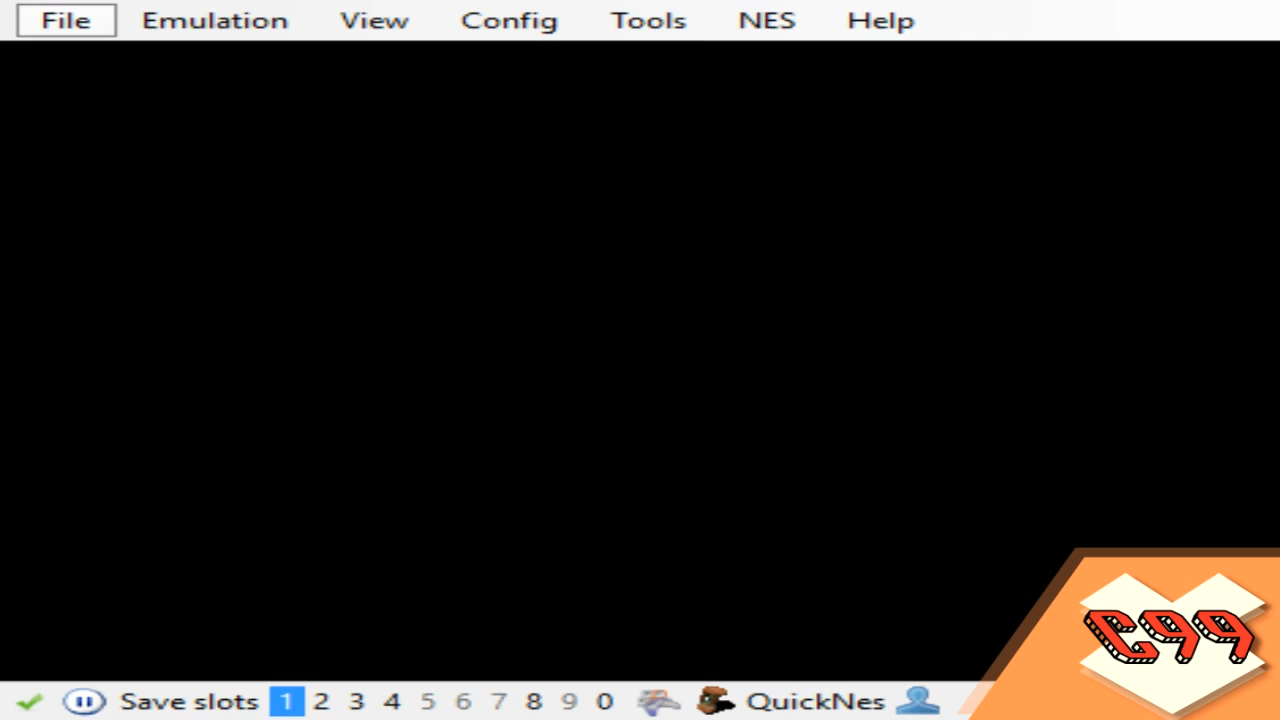 File Emulation View Config Tools NES Help
Save slots 1 2 3 4 5 6 7 8 9 0 QuickNes
C99